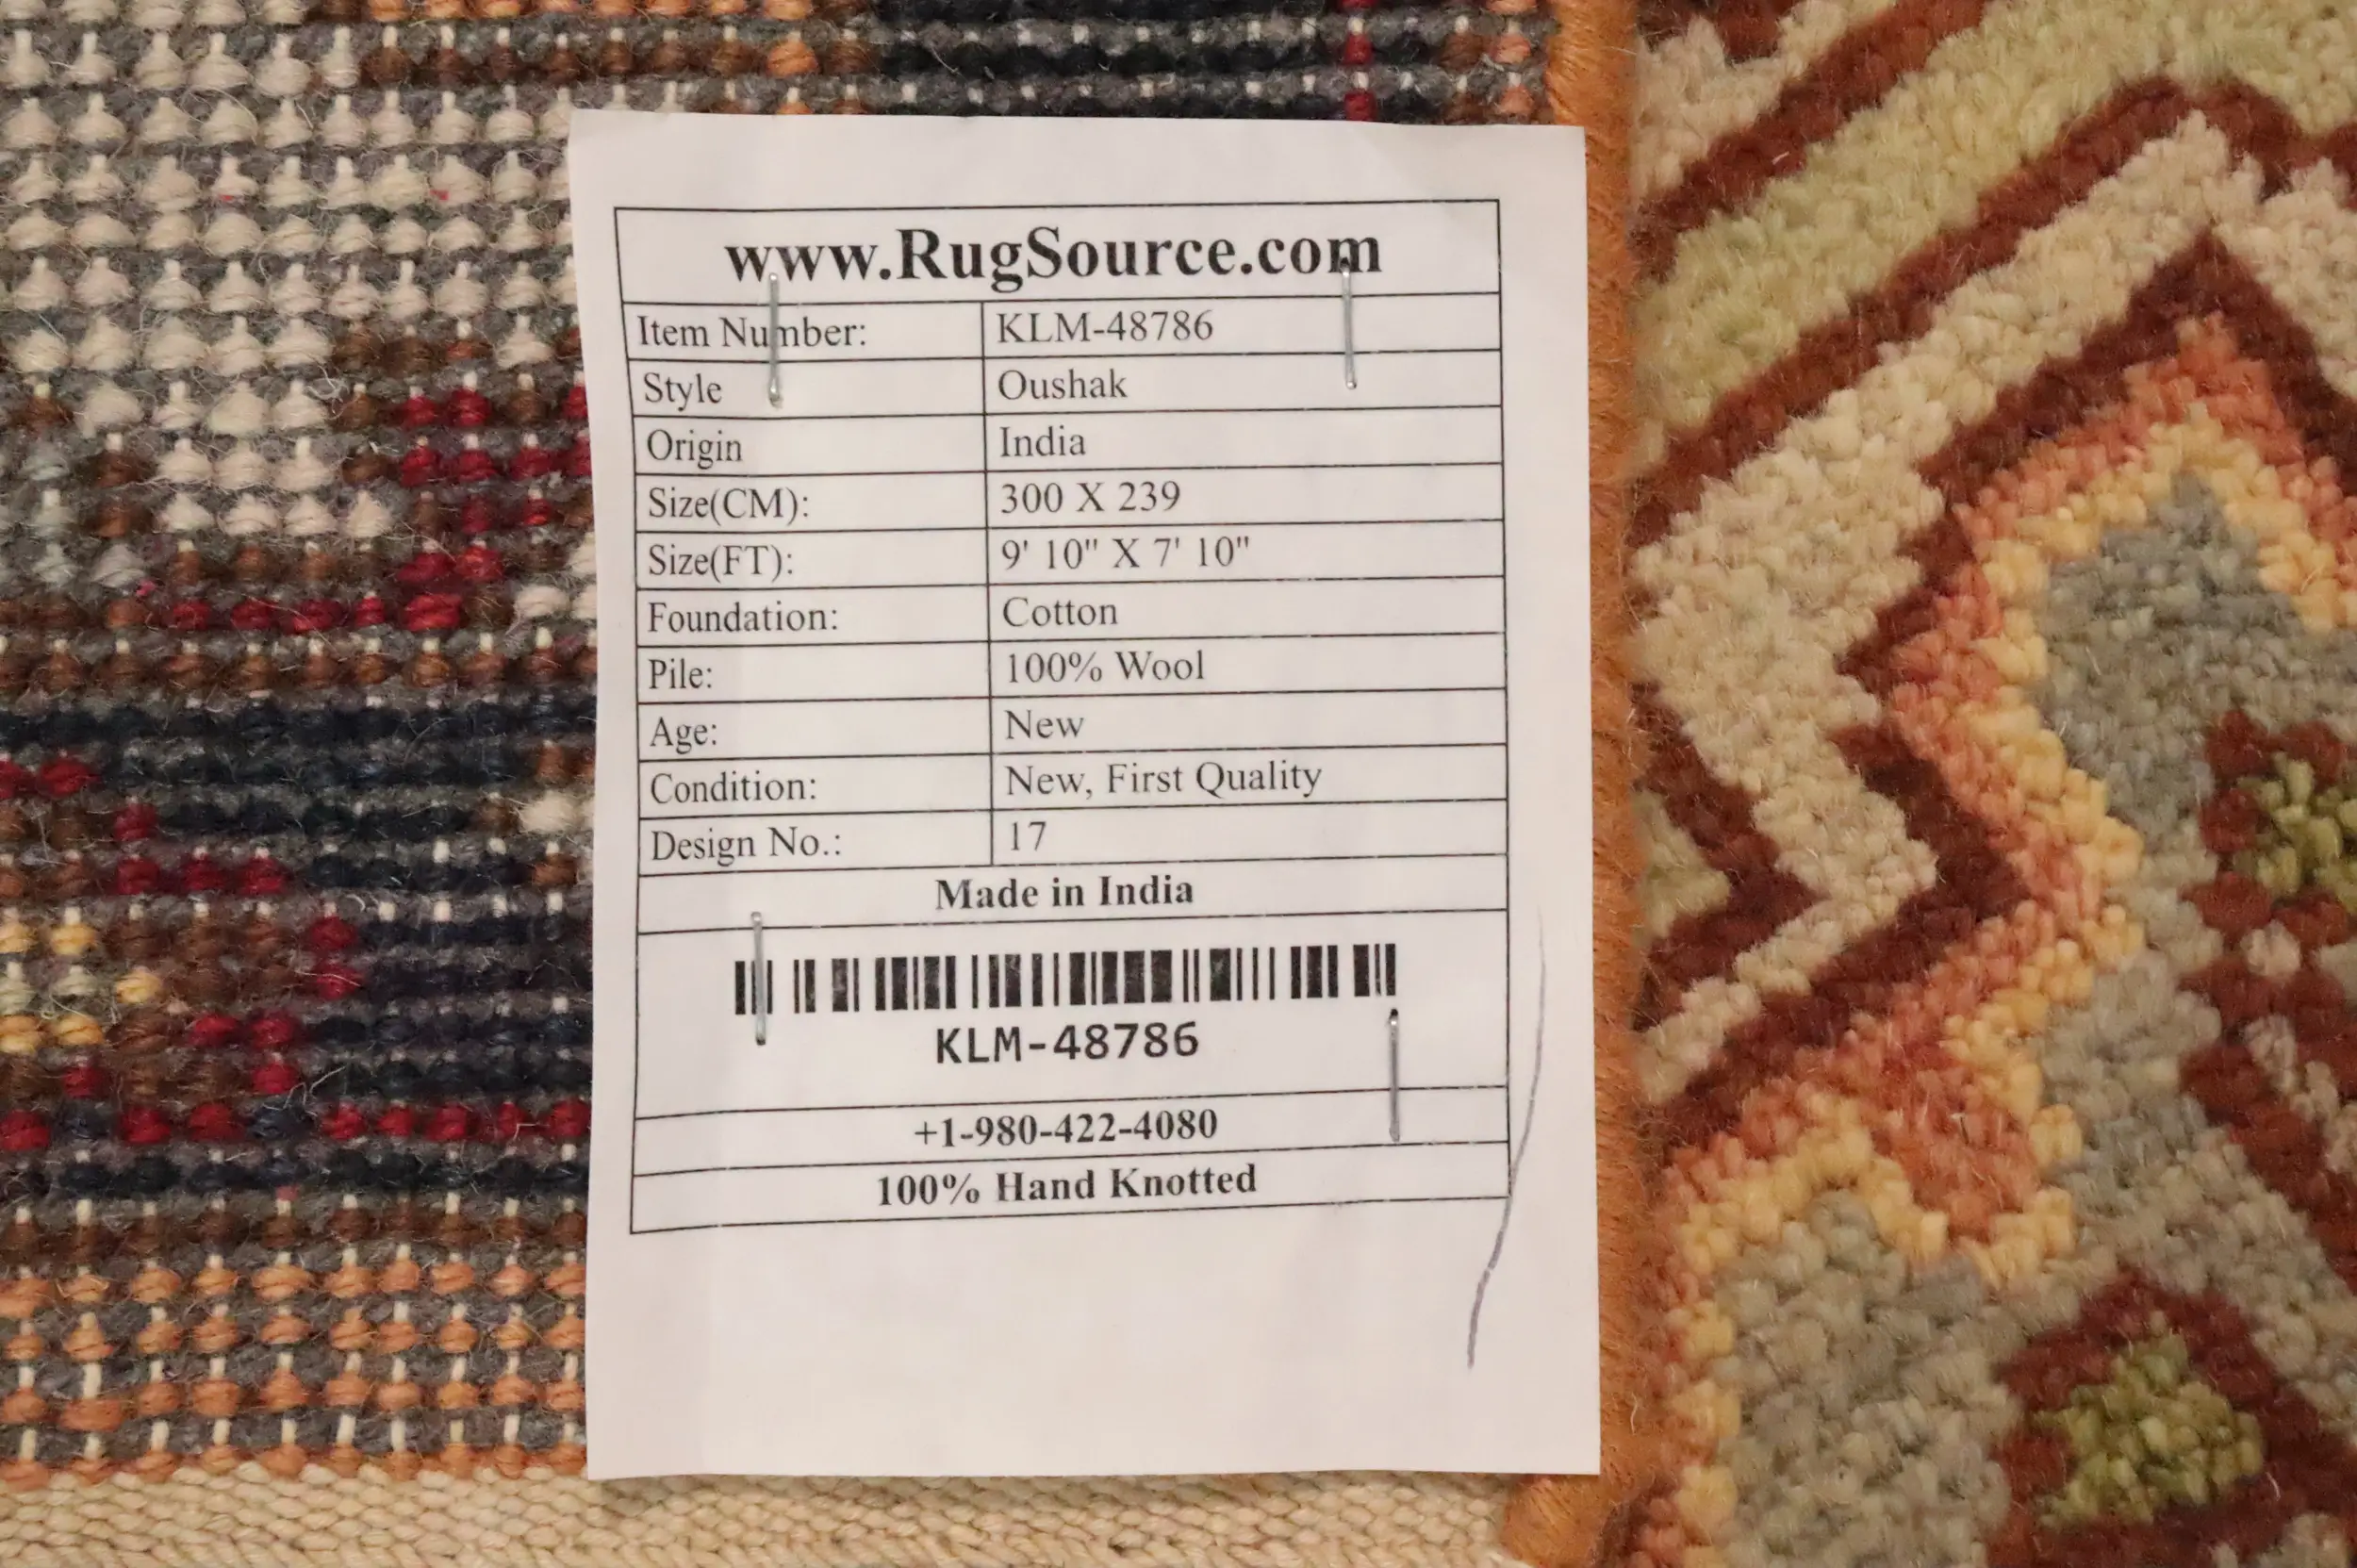 www.RugSource.com
Item Number: KLM-48786
Style Oushak
Origin India
Size(CM): 300 X 239
Size(FT): 9' 10" X 7' 10"
Foundation: Cotton
Pile: 100% Wool
Age: New
Condition: New, First Quality
Design No.: 17
Made in India
KLM-48786
+1-980-422-4080
100% Hand Knotted